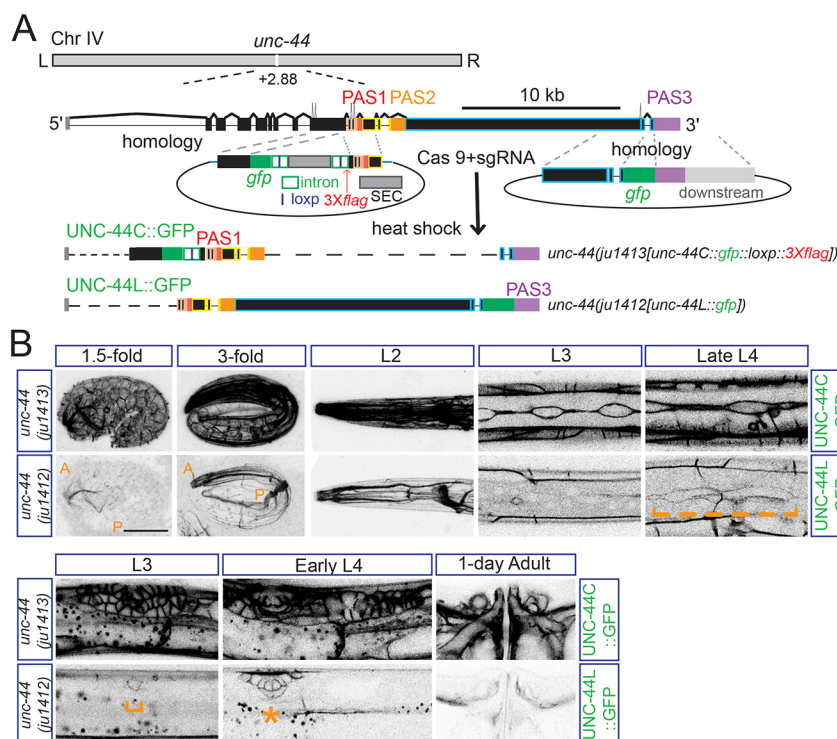 A
Chr IV
unc-44
L
R
+2.88
PAS1
PAS2
10 kb
PAS3
5'
3'
homology
homology
Cas 9+sgRNA
gfp
intron
loxp
3Xflag
SEC
gfp
downstream
heat shock
UNC-44C::GFP
PAS1
unc-44(ju1413[unc-44C::gfp::loxp::3Xflag])
UNC-44L::GFP
PAS3
unc-44(ju1412[unc-44L::gfp])
B
1.5-fold
3-fold
L2
L3
Late L4
unc-44
(ju1413)
UNC-44C
::GFP
unc-44
(ju1412)
A
P
A
P
UNC-44L
::GFP
L3
Early L4
1-day Adult
unc-44
(ju1413)
UNC-44C
::GFP
unc-44
(ju1412)
*
UNC-44L
::GFP